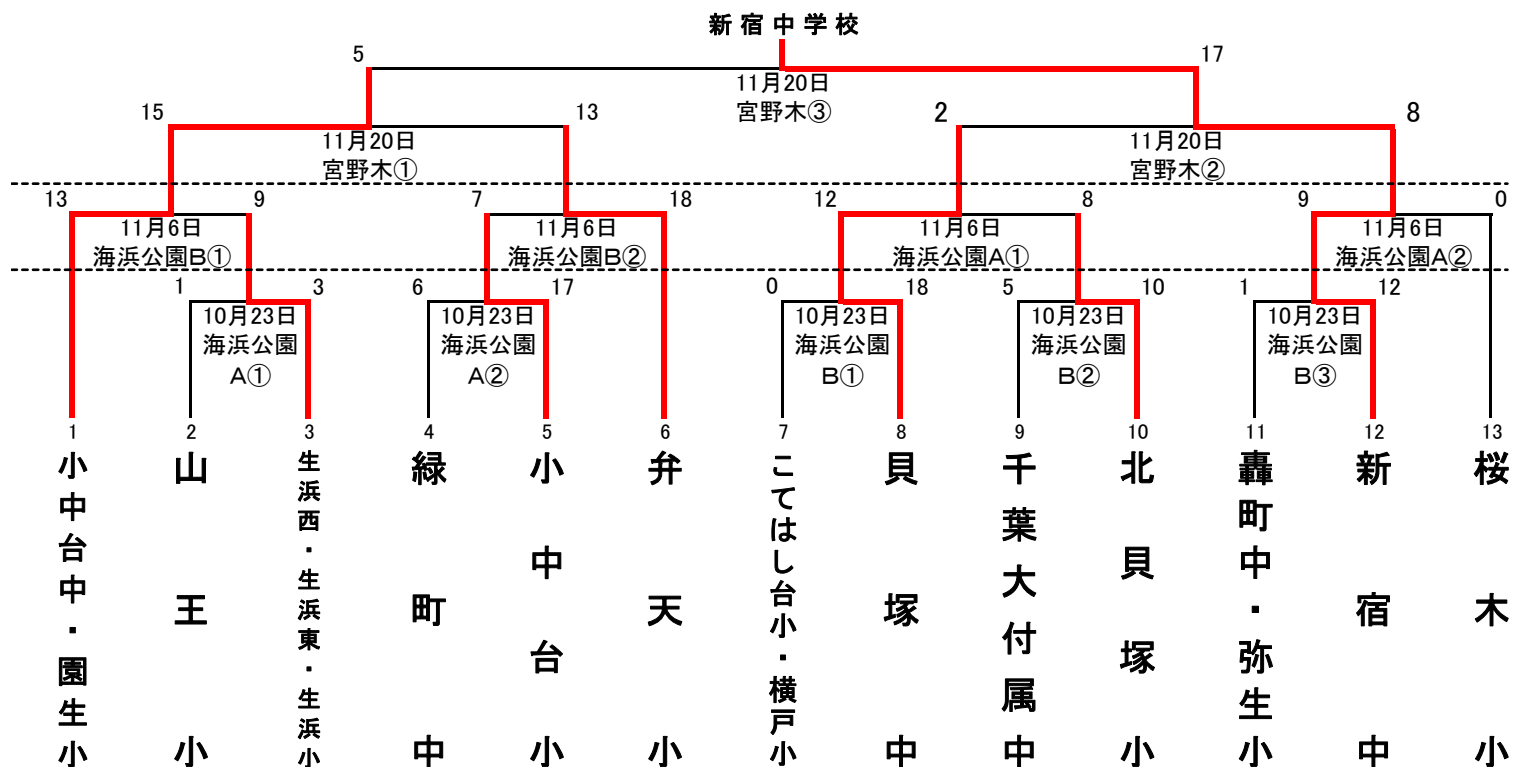 新宿中学校
5 17
11月20日
宮野木③
15 13 2 8
11月20日
宮野木①
11月20日
宮野木②
13 9 7 18 12 8 9 0
11月6日
海浜公園B①
11月6日
海浜公園B②
11月6日
海浜公園A①
11月6日
海浜公園A②
1 3 6 17 0 18 5 10 1 12
10月23日
海浜公園
A①
10月23日
海浜公園
A②
10月23日
海浜公園
B①
10月23日
海浜公園
B②
10月23日
海浜公園
B③
1 2 3 4 5 6 7 8 9 10 11 12 13
小中台中・園生小
山王小
生浜西・生浜東・生浜小
緑町中
小中台小
弁天小
こてはし台小・横戸小
貝塚中
千葉大付属中
北貝塚小
轟町中・弥生小
新宿中
桜木小